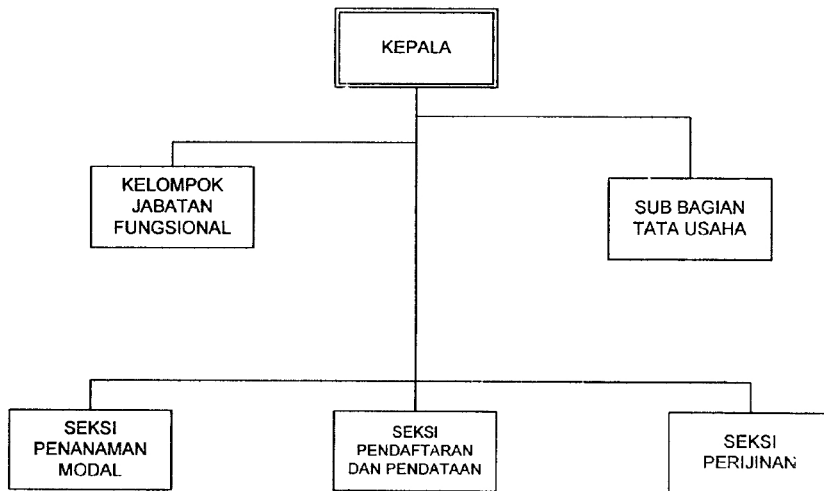 KEPALA
KELOMPOK
JABATAN
FUNGSIONAL
SUB BAGIAN
TATA USAHA
SEKSI
PENANAMAN
MODAL
SEKSI
PENDAFTARAN
DAN PENDATAAN
SEKSI
PERIJINAN